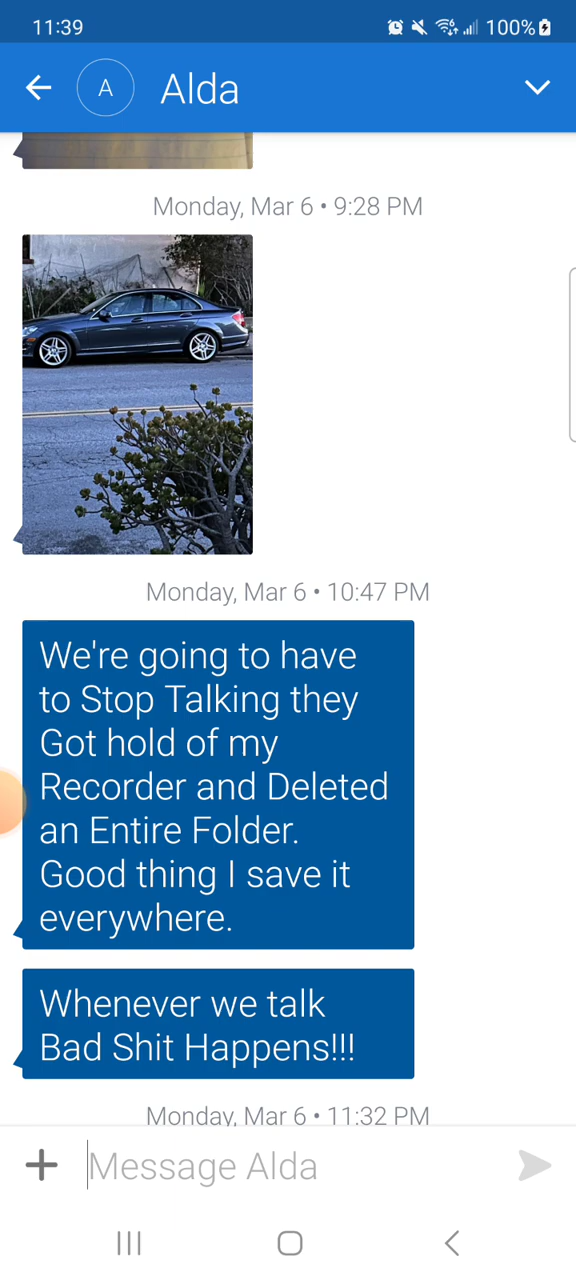 11:39
100%
A
Alda
Monday, Mar 6 • 9:28 PM
Monday, Mar 6 • 10:47 PM
We're going to have
to Stop Talking they
Got hold of my
Recorder and Deleted
an Entire Folder.
Good thing I save it
everywhere.
Whenever we talk
Bad Shit Happens!!!
Monday, Mar 6 • 11:32 PM
Message Alda